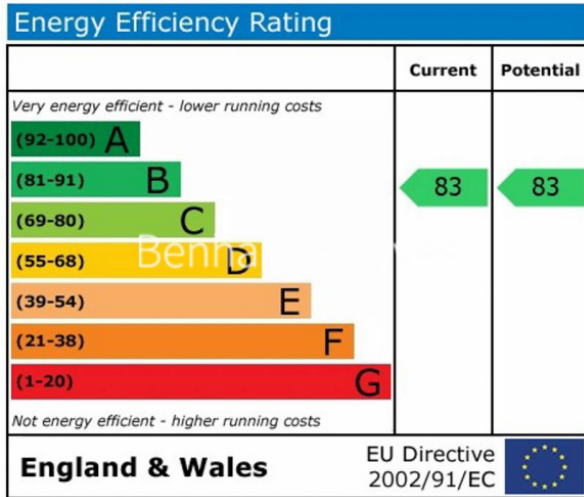 Energy Efficiency Rating
Current Potential
Very energy efficient - lower running costs
(92-100) A
(81-91) B 83 83
(69-80) C
(55-68) D
(39-54) E
(21-38) F
(1-20) G
Not energy efficient - higher running costs
England & Wales EU Directive
2002/91/EC